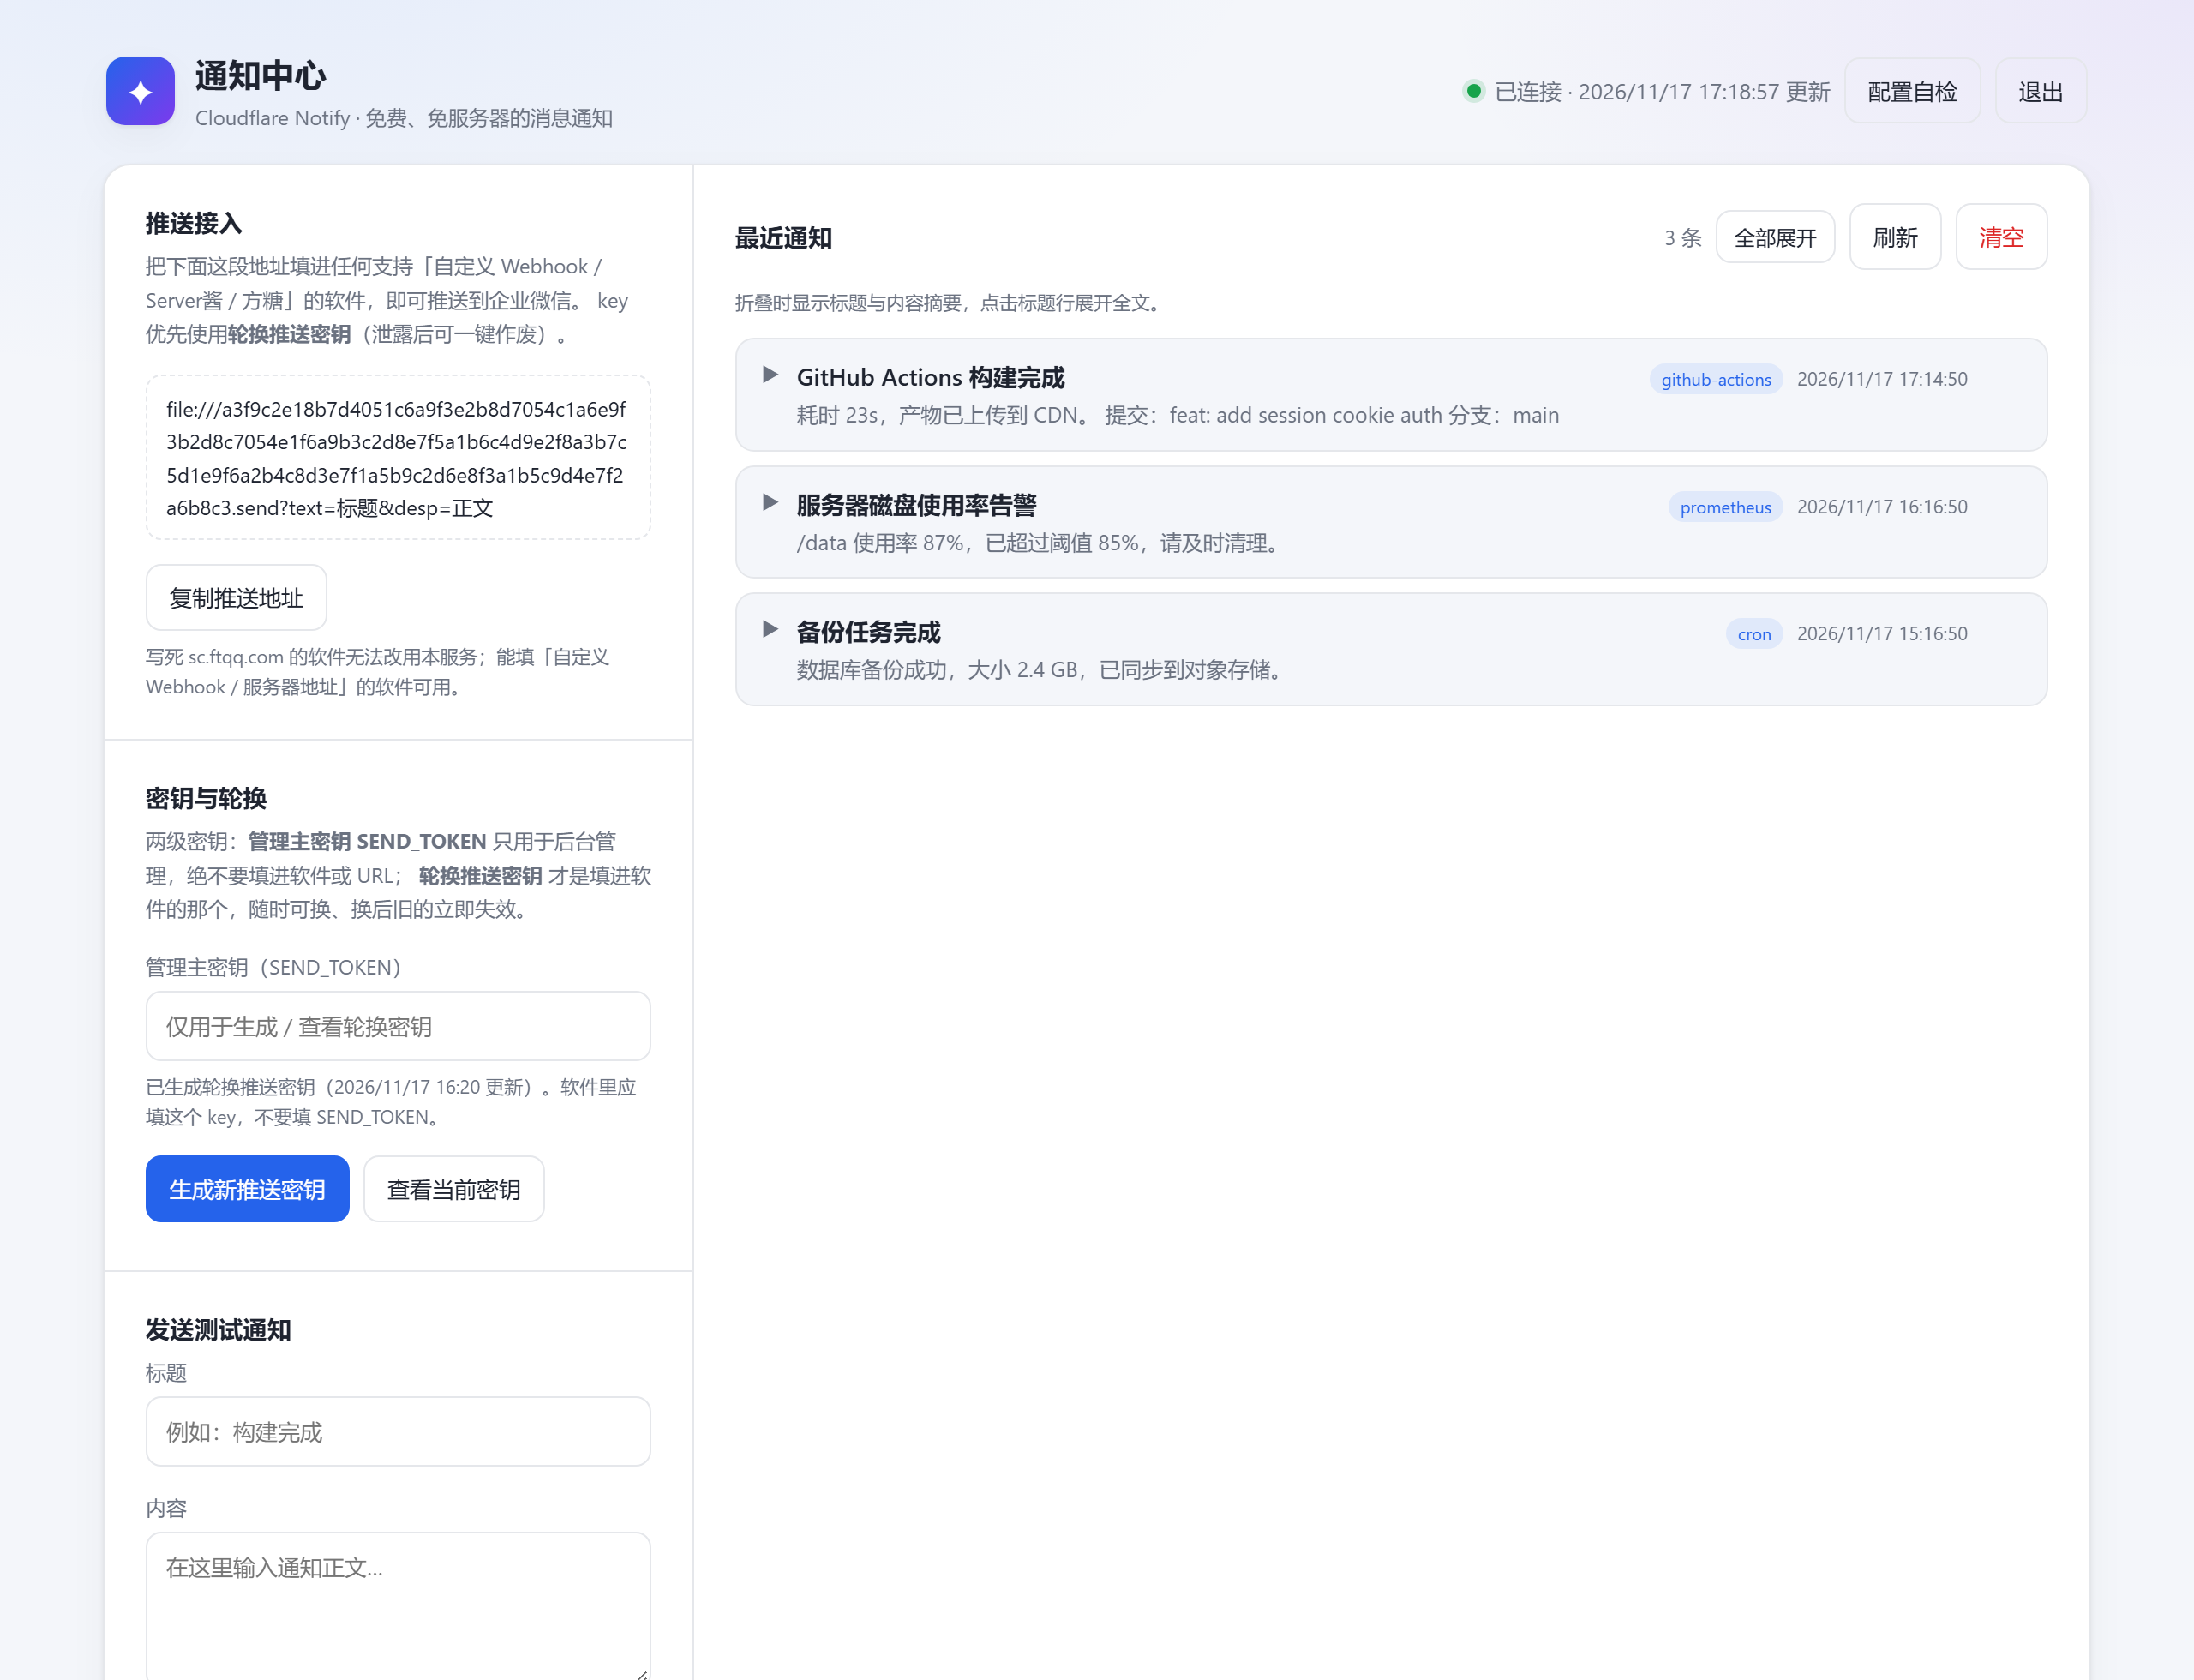 通知中心
Cloudflare Notify · 免费、免服务器的消息通知
已连接 · 2026/11/17 17:18:57 更新
配置自检
退出
推送接入
把下面这段地址填进任何支持「自定义 Webhook /
Server酱 / 方糖」的软件，即可推送到企业微信。 key
优先使用轮换推送密钥（泄露后可一键作废）。
file:///a3f9c2e18b7d4051c6a9f3e2b8d7054c1a6e9f
3b2d8c7054e1f6a9b3c2d8e7f5a1b6c4d9e2f8a3b7c
5d1e9f6a2b4c8d3e7f1a5b9c2d6e8f3a1b5c9d4e7f2
a6b8c3.send?text=标题&desp=正文
复制推送地址
写死 sc.ftqq.com 的软件无法改用本服务；能填「自定义
Webhook / 服务器地址」的软件可用。
密钥与轮换
两级密钥：管理主密钥 SEND_TOKEN 只用于后台管
理，绝不要填进软件或 URL； 轮换推送密钥 才是填进软
件的那个，随时可换、换后旧的立即失效。
管理主密钥（SEND_TOKEN）
仅用于生成 / 查看轮换密钥
已生成轮换推送密钥（2026/11/17 16:20 更新）。软件里应
填这个 key，不要填 SEND_TOKEN。
生成新推送密钥
查看当前密钥
发送测试通知
标题
例如：构建完成
内容
在这里输入通知正文...
最近通知
3 条
全部展开
刷新
清空
折叠时显示标题与内容摘要，点击标题行展开全文。
GitHub Actions 构建完成
github-actions
2026/11/17 17:14:50
耗时 23s，产物已上传到 CDN。 提交：feat: add session cookie auth 分支：main
服务器磁盘使用率告警
prometheus
2026/11/17 16:16:50
/data 使用率 87%，已超过阈值 85%，请及时清理。
备份任务完成
cron
2026/11/17 15:16:50
数据库备份成功，大小 2.4 GB，已同步到对象存储。